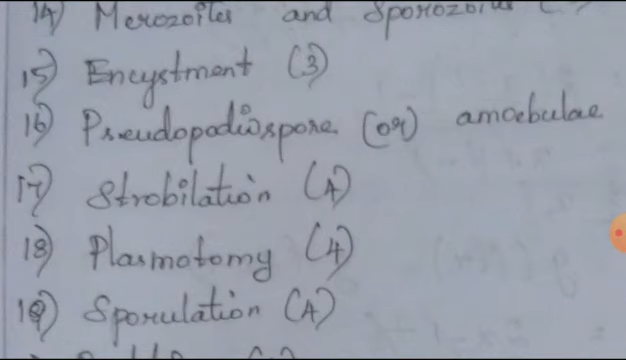 14) Merozoites and Sporozoites
15) Encystment (3)
16) Pseudopodiospore (or) amoebulae
17) Strobilation (A)
18) Plasmotomy (4)
19) Sporulation (A)